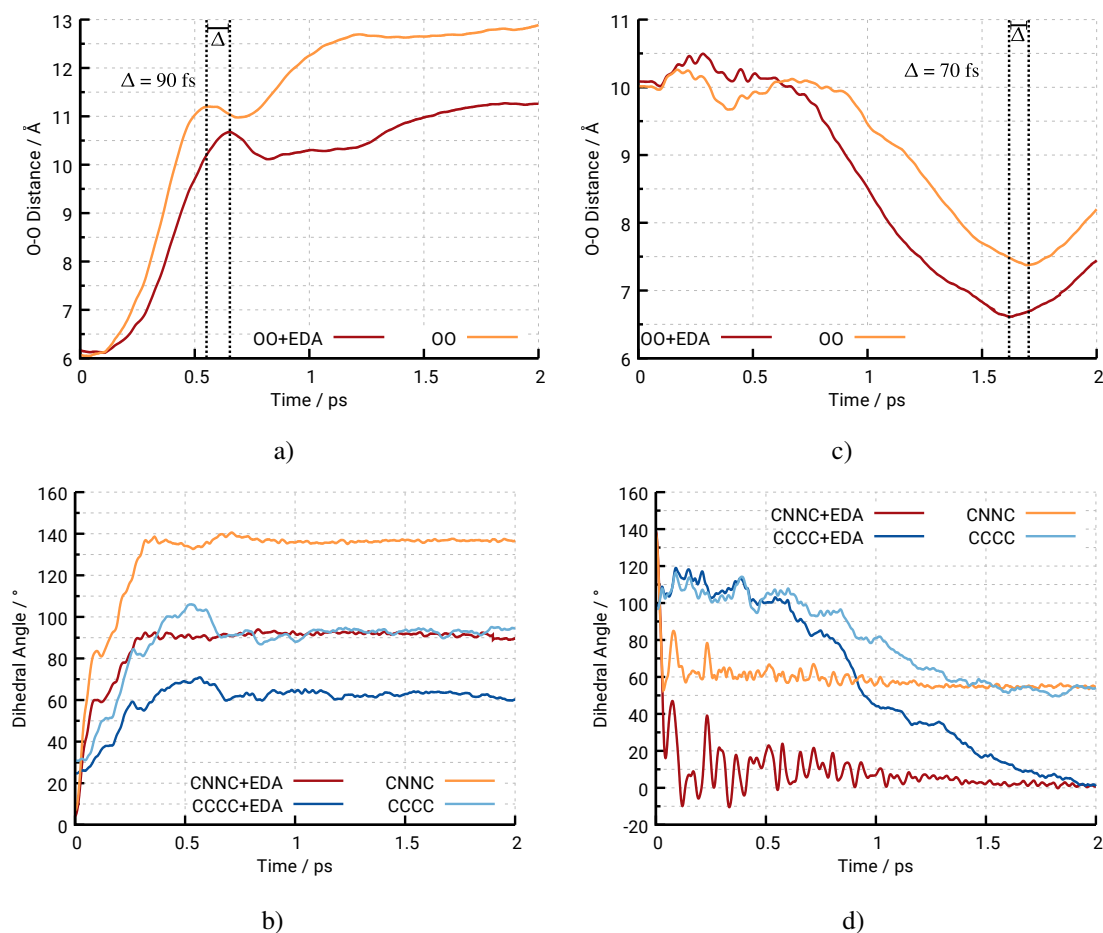 13
12
11
10
9
8
7
6
0
0.5
1
1.5
2
O-O Distance / Å
Time / ps
Δ
Δ = 90 fs
OO+EDA
OO
a)
11
10
9
8
7
6
0
0.5
1
1.5
2
O-O Distance / Å
Time / ps
Δ = 70 fs
Δ
OO+EDA
OO
c)
160
140
120
100
80
60
40
20
0
0
0.5
1
1.5
2
Dihedral Angle / °
Time / ps
CNNC+EDA
CNNC
CCCC+EDA
CCCC
b)
160
140
120
100
80
60
40
20
0
-20
0
0.5
1
1.5
2
Dihedral Angle / °
Time / ps
CNNC+EDA
CNNC
CCCC+EDA
CCCC
d)